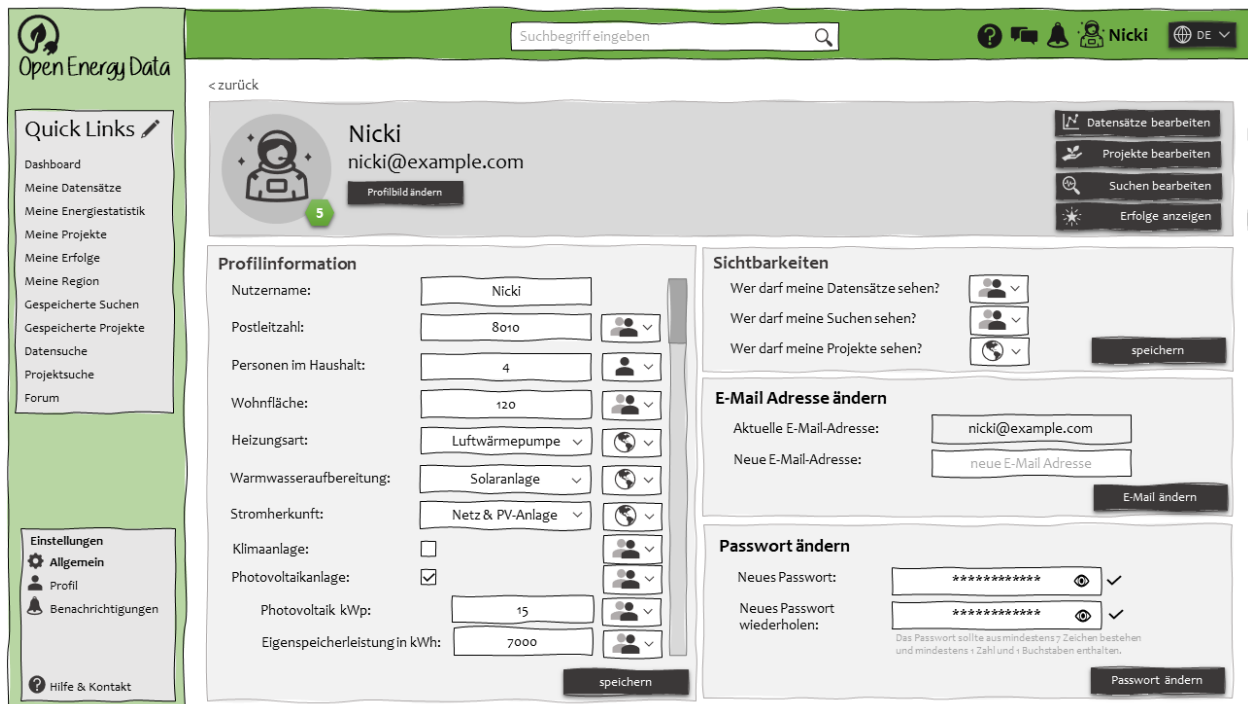 Open Energy Data
Suchbegriff eingeben
Nicki
DE
Quick Links
Dashboard
Meine Datensätze
Meine Energiestatistik
Meine Projekte
Meine Erfolge
Meine Region
Gespeicherte Suchen
Gespeicherte Projekte
Datensuche
Projektsuche
Forum
Einstellungen
Allgemein
Profil
Benachrichtigungen
Hilfe & Kontakt
< zurück
Nicki
nicki@example.com
Profilbild ändern
5
Datensätze bearbeiten
Projekte bearbeiten
Suchen bearbeiten
Erfolge anzeigen
Profilinformation
Nutzername: Nicki
Postleitzahl: 8010
Personen im Haushalt: 4
Wohnfläche: 120
Heizungsart: Luftwärmepumpe
Warmwasseraufbereitung: Solaranlage
Stromherkunft: Netz & PV-Anlage
Klimaanlage:
Photovoltaikanlage:
Photovoltaik kWp: 15
Eigenspeicherleistung in kWh: 7000
speichern
Sichtbarkeiten
Wer darf meine Datensätze sehen?
Wer darf meine Suchen sehen?
Wer darf meine Projekte sehen?
speichern
E-Mail Adresse ändern
Aktuelle E-Mail-Adresse: nicki@example.com
Neue E-Mail-Adresse: neue E-Mail Adresse
E-Mail ändern
Passwort ändern
Neues Passwort: ************
Neues Passwort
wiederholen: ************
Das Passwort sollte aus mindestens 7 Zeichen bestehen
und mindestens 1 Zahl und 1 Buchstaben enthalten.
Passwort ändern